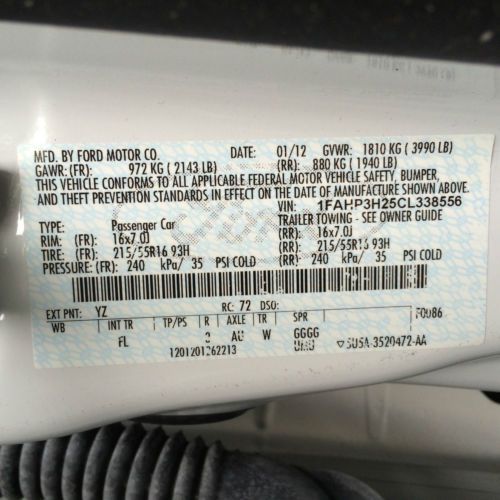 MFD. BY FORD MOTOR CO. DATE: 01/12 GVWR: 1810 KG ( 3990 LB)
GAWR: (FR): 972 KG ( 2143 LB) (RR): 880 KG ( 1940 LB)
THIS VEHICLE CONFORMS TO ALL APPLICABLE FEDERAL MOTOR VEHICLE SAFETY, BUMPER,
AND THEFT PREVENTION STANDARDS IN EFFECT ON THE DATE OF MANUFACTURE SHOWN ABOVE.
VIN: 1FAHP3H25CL338556
TYPE: Passenger Car TRAILER TOWING - SEE OWNER GUIDE
RIM: (FR): 16x7.0J (RR): 16x7.0J
TIRE: (FR): 215/55R16 93H (RR): 215/55R16 93H
PRESSURE: (FR): 240 kPa/ 35 PSI COLD (RR): 240 kPa/ 35 PSI COLD
EXT PNT: YZ RC: 72 DSO: F0086
WB INT TR TP/PS R AXLE TR SPR
FL AU W GGGG
1201201262213 UMU 5U5A-3520472-AA